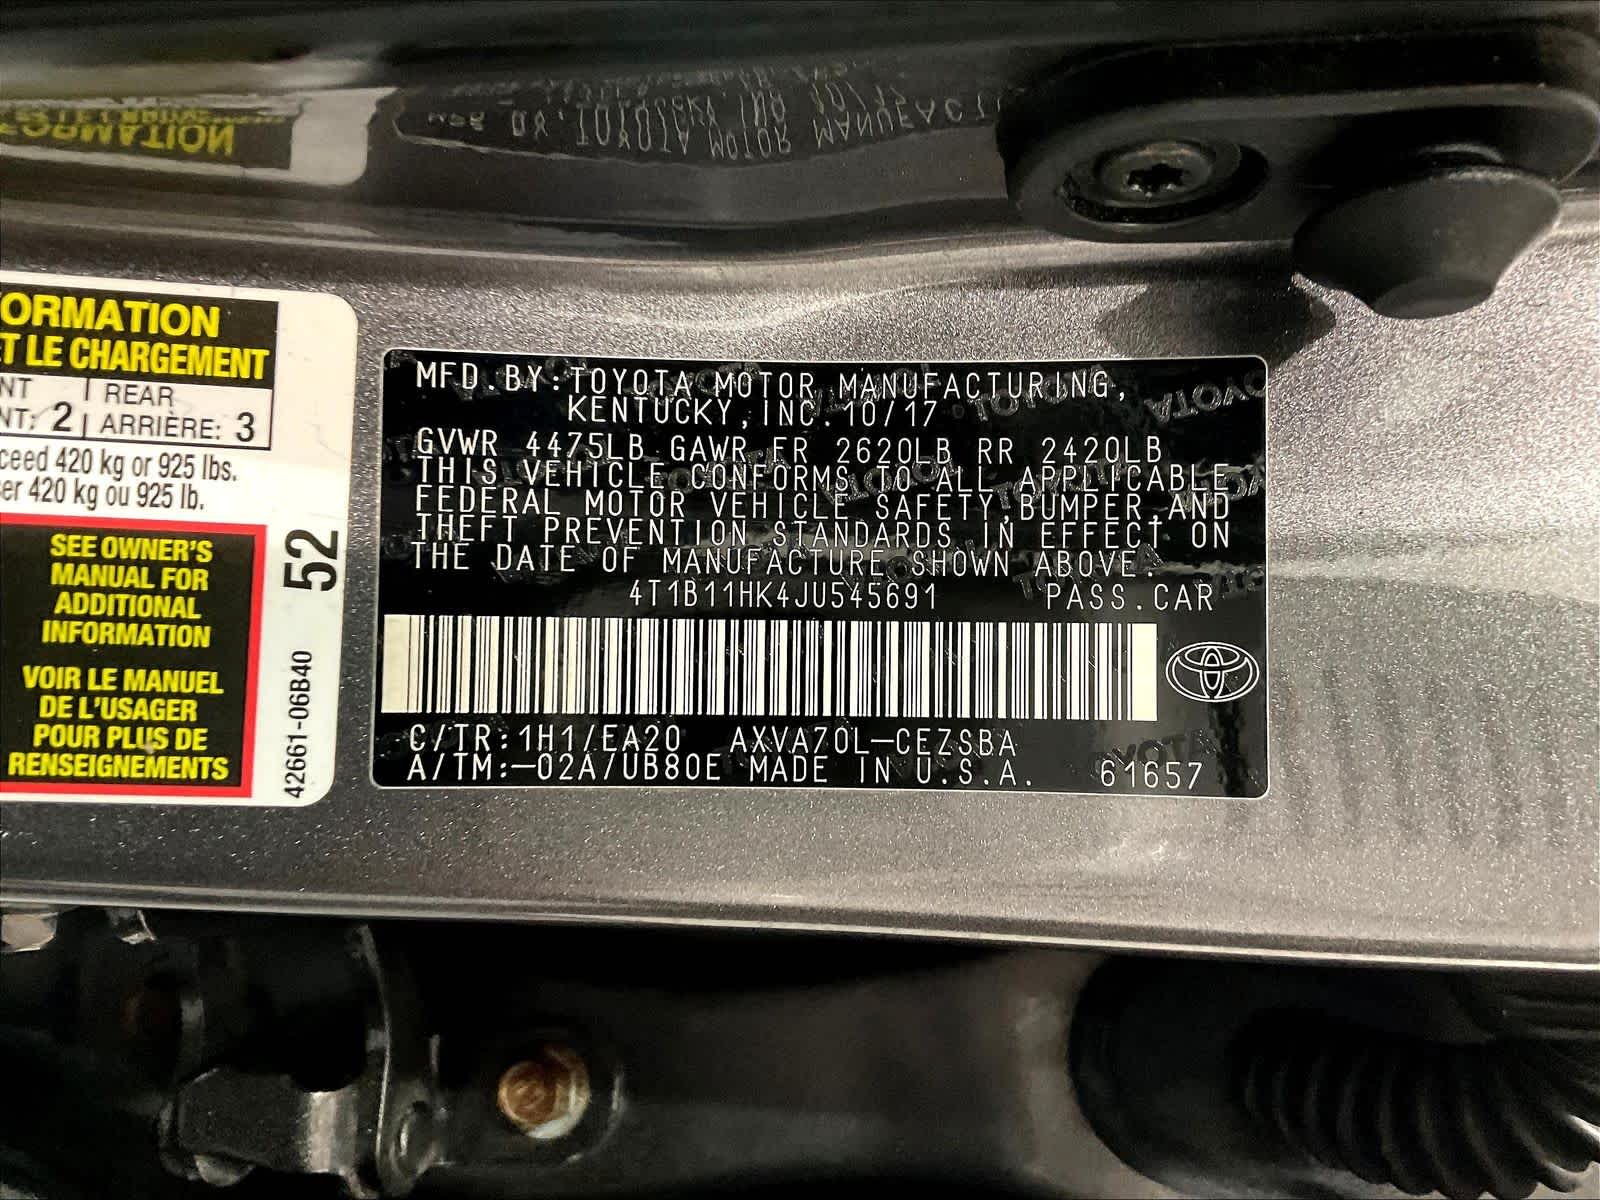 ORMATION
ET LE CHARGEMENT
NT REAR
NT: 2 ARRIÈRE: 3
ceed 420 kg or 925 lbs.
er 420 kg ou 925 lb.
SEE OWNER'S
MANUAL FOR
ADDITIONAL
INFORMATION
VOIR LE MANUEL
DE L'USAGER
POUR PLUS DE
RENSEIGNEMENTS
52
42661-06B40
MFD.BY:TOYOTA MOTOR MANUFACTURING,
KENTUCKY,INC.10/17
GVWR 4475LB GAWR FR 2620LB RR 2420LB
THIS VEHICLE CONFORMS TO ALL APPLICABLE
FEDERAL MOTOR VEHICLE SAFETY,BUMPER,AND
THEFT PREVENTION STANDARDS IN EFFECT ON
THE DATE OF MANUFACTURE SHOWN ABOVE.
4T1B11HK4JU545691 PASS.CAR
C/TR:1H1/EA20 AXVA70L-CEZSBA
A/TM:-02A/UB80E MADE IN U.S.A. 61657